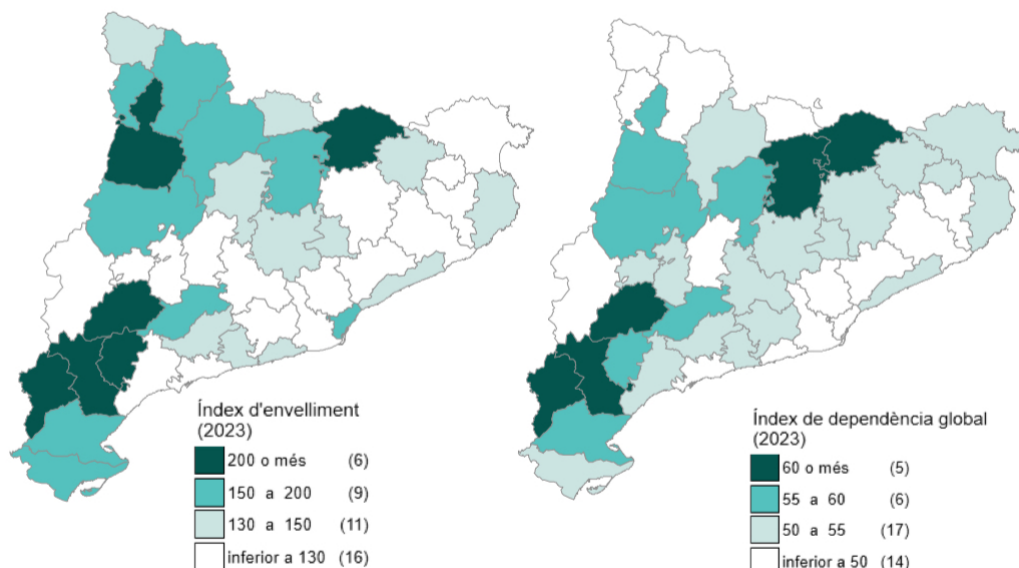 Índex d'envelliment
(2023)
200 o més (6)
150 a 200 (9)
130 a 150 (11)
inferior a 130 (16)
Índex de dependència global
(2023)
60 o més (5)
55 a 60 (6)
50 a 55 (17)
inferior a 50 (14)